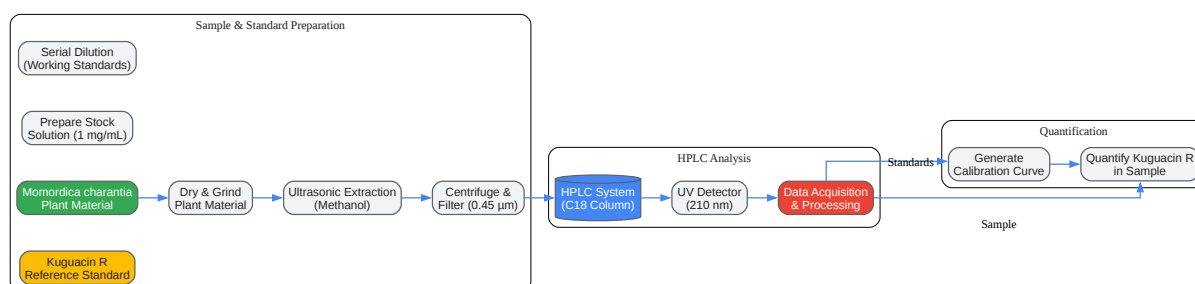 Sample & Standard Preparation
Serial Dilution
(Working Standards)
Prepare Stock
Solution (1 mg/mL)
Momordica charantia
Plant Material
Dry & Grind
Plant Material
Ultrasonic Extraction
(Methanol)
Centrifuge &
Filter (0.45 µm)
Kuguacin R
Reference Standard
HPLC Analysis
HPLC System
(C18 Column)
UV Detector
(210 nm)
Data Acquisition
& Processing
Standards
Sample
Quantification
Generate
Calibration Curve
Quantify Kuguacin R
in Sample